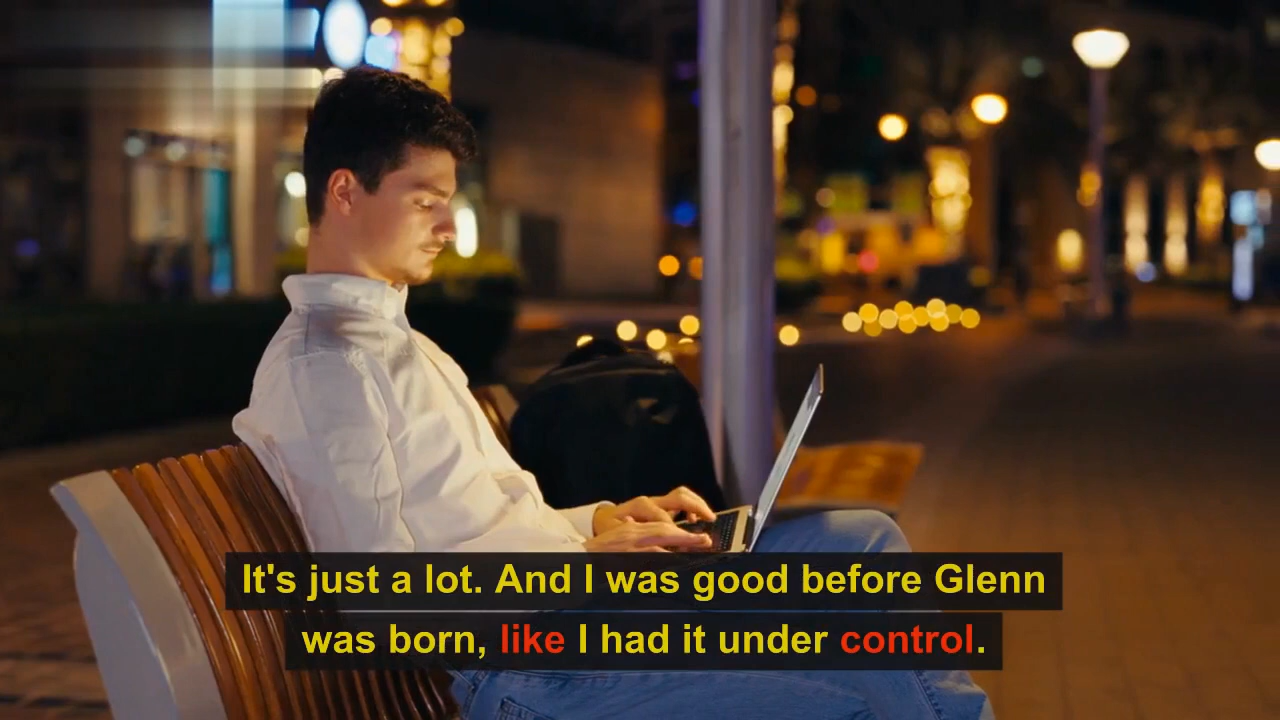 It's just a lot. And I was good before Glenn
was born, like I had it under control.